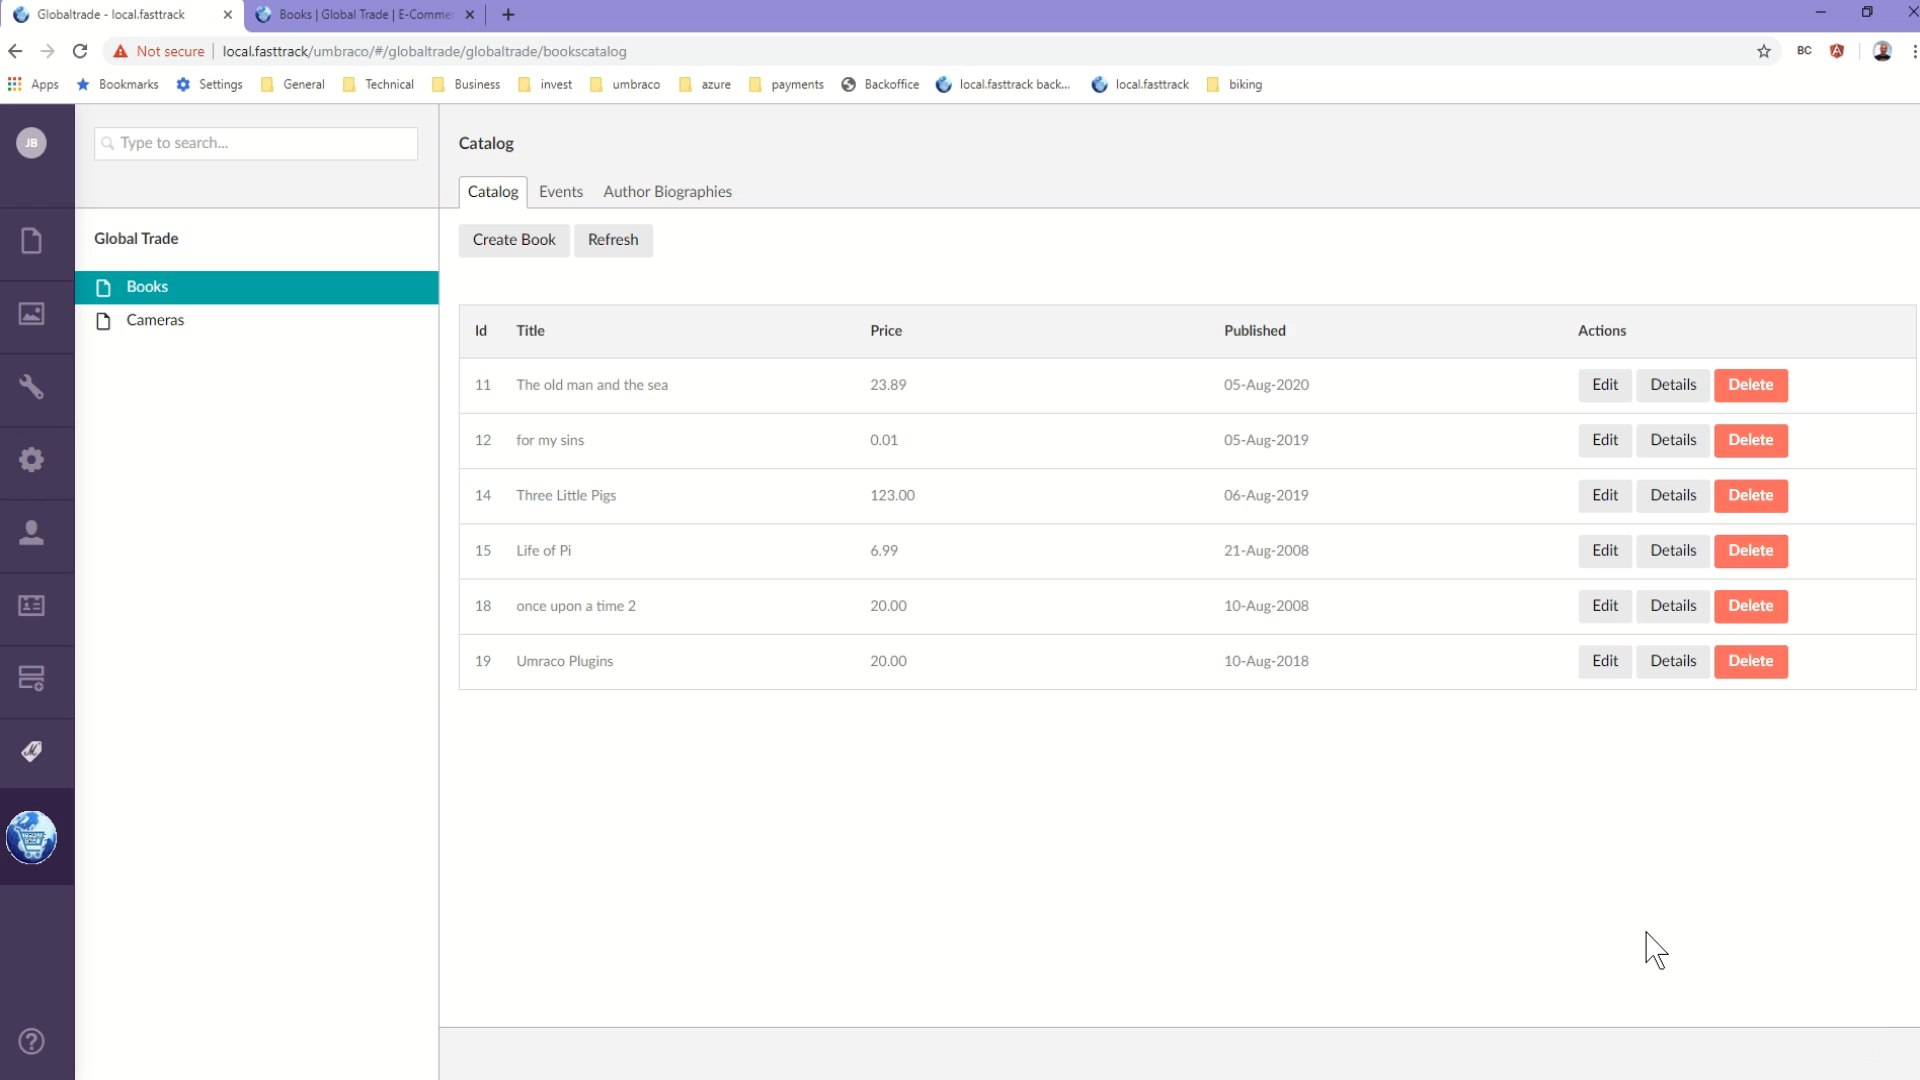 Globaltrade - local.fasttrack
Books | Global Trade | E-Comme
Not secure
local.fasttrack/umbraco/#/globaltrade/globaltrade/bookscatalog
BC
Apps Bookmarks Settings General Technical Business invest umbraco azure payments Backoffice local.fasttrack back... local.fasttrack biking
JB
Type to search...
Catalog
Catalog Events Author Biographies
Global Trade
Create Book Refresh
Books
Cameras
Id Title Price Published Actions
11 The old man and the sea 23.89 05-Aug-2020 Edit Details Delete
12 for my sins 0.01 05-Aug-2019 Edit Details Delete
14 Three Little Pigs 123.00 06-Aug-2019 Edit Details Delete
15 Life of Pi 6.99 21-Aug-2008 Edit Details Delete
18 once upon a time 2 20.00 10-Aug-2008 Edit Details Delete
19 Umraco Plugins 20.00 10-Aug-2018 Edit Details Delete